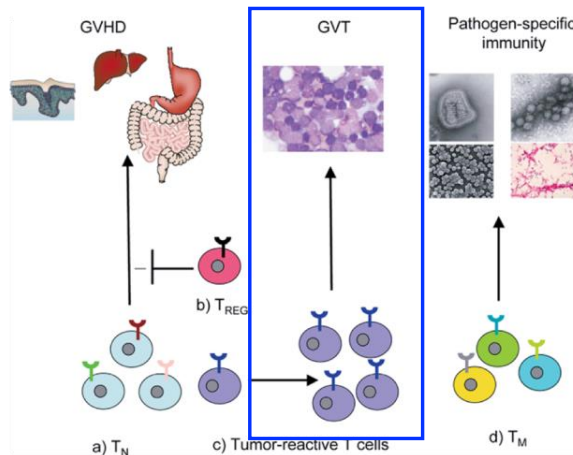 GVHD
GVT
Pathogen-specific
immunity
b) TREG
a) TN
c) Tumor-reactive T cells
d) TM